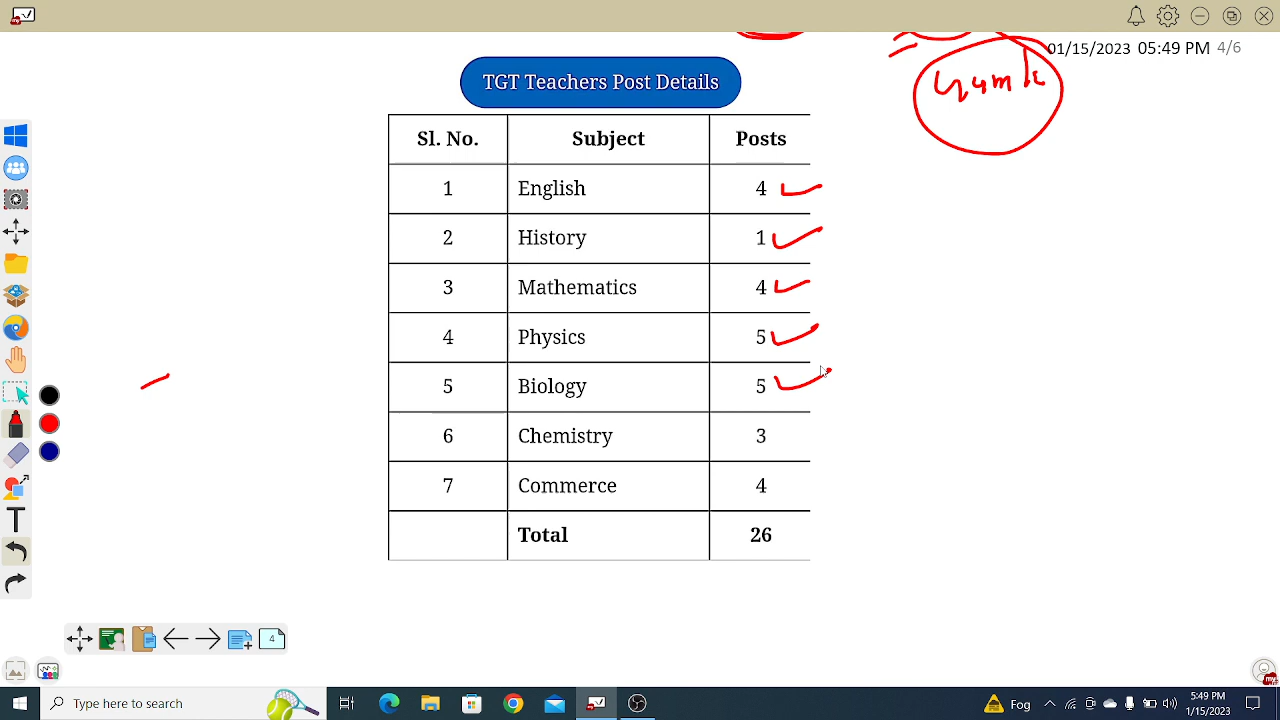 01/15/2023 05:49 PM 4/6
TGT Teachers Post Details
Sl. No. Subject Posts
1 English 4
2 History 1
3 Mathematics 4
4 Physics 5
5 Biology 5
6 Chemistry 3
7 Commerce 4
Total 26
4
Type here to search
Fog
5:49 PM
1/15/2023